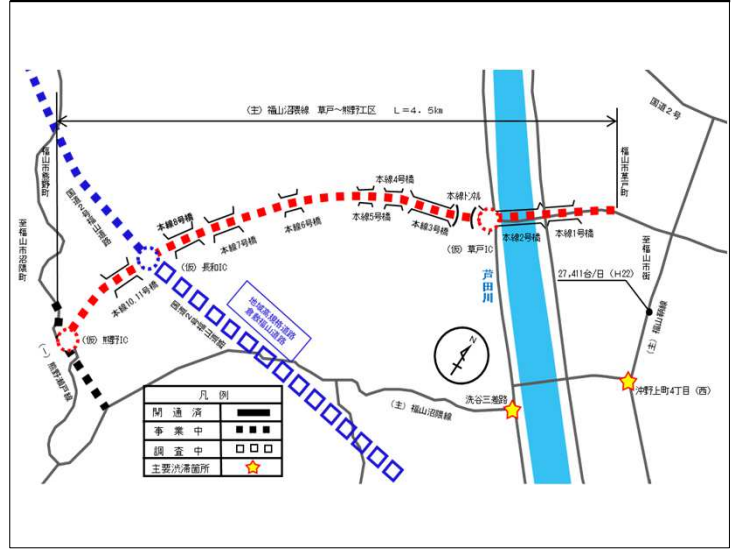 (主) 福山沼隈線 草戸～熊野工区 L=4.5km
国道2号
福山市熊野町
福山市草戸町
至福山市沼隈町
国道2号福山道路
本線8号橋
本線7号橋
本線6号橋
本線4号橋
本線5号橋
本線3号橋
本線トンネル
(仮) 草戸IC
本線2号橋
本線1号橋
至福山市街
芦田川
27,411台/日 (H22)
(主) 福山鞆線
(仮) 長和IC
本線10,11号橋
(仮) 熊野IC
(一) 熊野瀬戸線
国道2号福山道路
地域高規格道路
倉敷福山道路
(主) 福山沼隈線
洗谷三差路
沖野上町4丁目 (西)
凡例
開通済
事業中
調査中
主要渋滞箇所